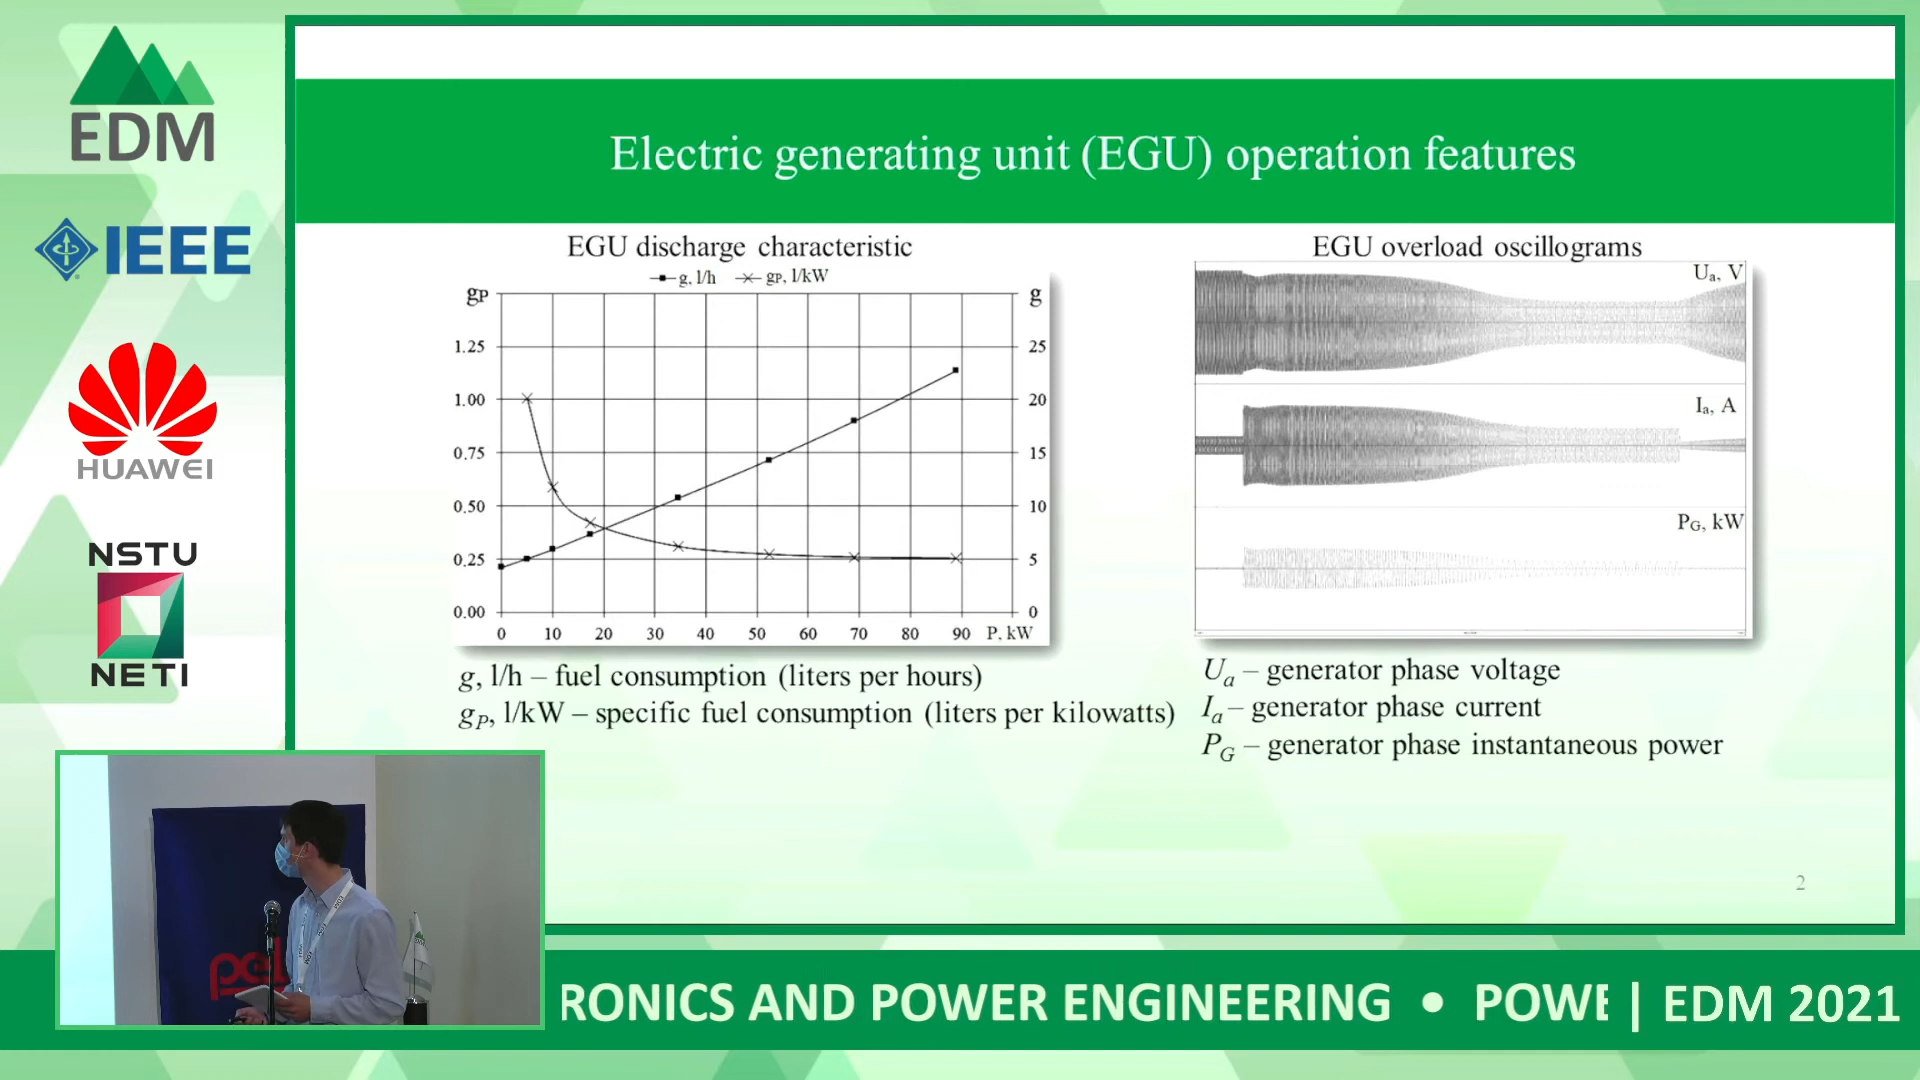 EDM
IEEE
HUAWEI
NSTU
NETI
Electric generating unit (EGU) operation features
EGU discharge characteristic
g, l/h gP, l/kW
gP g
1.25 25
1.00 20
0.75 15
0.50 10
0.25 5
0.00 0
0 10 20 30 40 50 60 70 80 90 P, kW
g, l/h – fuel consumption (liters per hours)
gP, l/kW – specific fuel consumption (liters per kilowatts)
EGU overload oscillograms
Ua, V
Ia, A
PG, kW
Ua – generator phase voltage
Ia – generator phase current
PG – generator phase instantaneous power
2
RONICS AND POWER ENGINEERING • POWE | EDM 2021